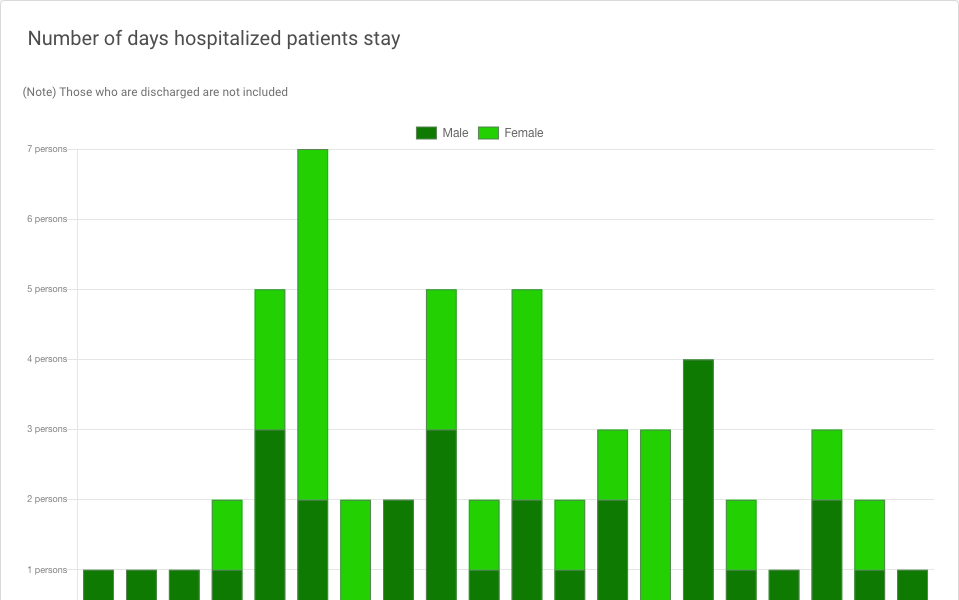 Number of days hospitalized patients stay
(Note) Those who are discharged are not included
Male Female
7 persons
6 persons
5 persons
4 persons
3 persons
2 persons
1 persons